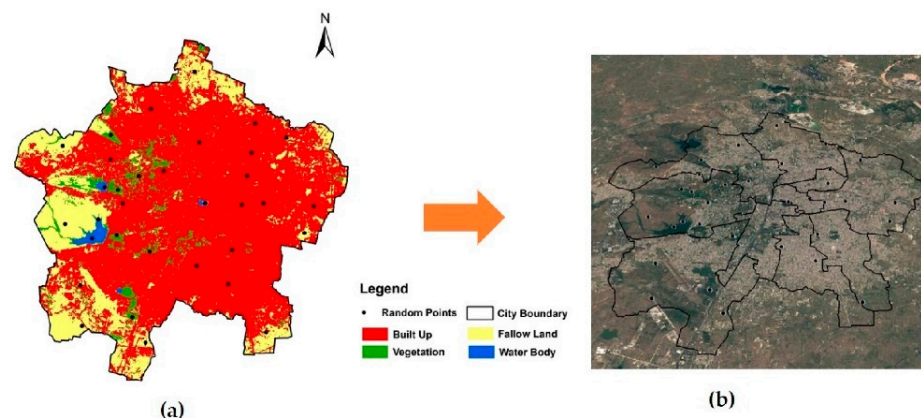 N
Legend
Random Points
City Boundary
Built Up
Fallow Land
Vegetation
Water Body
(a)
(b)